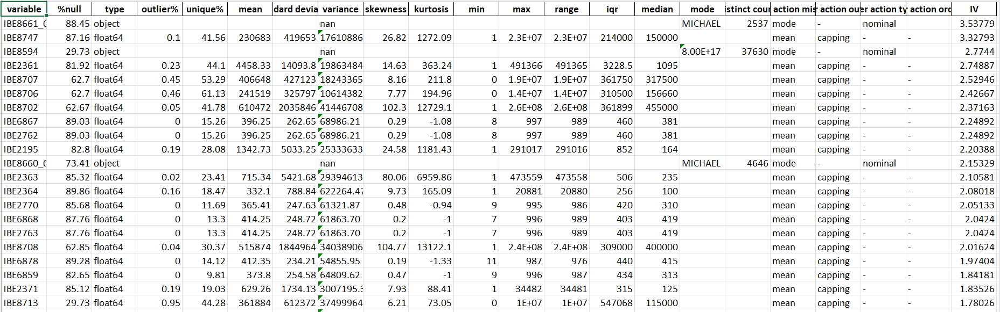 variable %null type outlier% unique% mean dard devia variance skewness kurtosis min max range iqr median mode istinct cour action mis action ou er action ty action ord IV
IBE8661_0 88.45 object nan MICHAEL 2537 mode - nominal 3.53779
IBE8747 87.16 float64 0.1 41.56 230683 419653 17610886 26.82 1272.09 1 2.3E+07 2.3E+07 214000 150000 mean capping - - 3.32793
IBE8594 29.73 object nan 8.00E+17 37630 mode - nominal 2.7744
IBE2361 81.92 float64 0.23 44.1 4458.33 14093.8 19863484 14.63 363.24 1 491366 491365 3228.5 1095 mean capping - - 2.74887
IBE8707 62.7 float64 0.45 53.29 406648 427123 18243365 8.16 211.8 0 1.9E+07 1.9E+07 361750 317500 mean capping - - 2.52946
IBE8706 62.7 float64 0.46 61.13 241519 325797 10614382 7.77 194.96 0 1.4E+07 1.4E+07 310500 156660 mean capping - - 2.42667
IBE8702 62.67 float64 0.05 41.78 610472 2035846 41446708 102.3 12729.1 1 2.6E+08 2.6E+08 361899 455000 mean capping - - 2.37163
IBE6867 89.03 float64 0 15.26 396.25 262.65 68986.21 0.29 -1.08 8 997 989 460 381 mean capping - - 2.24892
IBE2762 89.03 float64 0 15.26 396.25 262.65 68986.21 0.29 -1.08 8 997 989 460 381 mean capping - - 2.24892
IBE2195 82.8 float64 0.19 28.08 1342.73 5033.25 25333633 24.58 1181.43 1 291017 291016 852 164 mean capping - - 2.20388
IBE8660_0 73.41 object nan MICHAEL 4646 mode - nominal 2.15329
IBE2363 85.32 float64 0.02 23.41 715.34 5421.68 29394613 80.06 6959.86 1 473559 473558 506 235 mean capping - - 2.10581
IBE2364 89.86 float64 0.16 18.47 332.1 788.84 622264.47 9.73 165.09 1 20881 20880 256 100 mean capping - - 2.08018
IBE2770 85.68 float64 0 11.69 365.41 247.63 61321.87 0.48 -0.94 9 995 986 420 310 mean capping - - 2.05133
IBE6868 87.76 float64 0 13.3 414.25 248.72 61863.70 0.2 -1 7 996 989 403 419 mean capping - - 2.0424
IBE2763 87.76 float64 0 13.3 414.25 248.72 61863.70 0.2 -1 7 996 989 403 419 mean capping - - 2.0424
IBE8708 62.85 float64 0.04 30.37 515874 1844964 34038906 104.77 13122.1 1 2.4E+08 2.4E+08 309000 400000 mean capping - - 2.01624
IBE6878 89.28 float64 0 14.12 412.35 234.21 54855.95 0.19 -1.33 11 987 976 440 415 mean capping - - 1.97404
IBE6859 82.65 float64 0 9.81 373.8 254.58 64809.62 0.47 -1 9 996 987 434 313 mean capping - - 1.84181
IBE2371 85.12 float64 0.19 19.03 629.26 1734.13 3007195.3 7.93 88.41 1 34482 34481 315 125 mean capping - - 1.83526
IBE8713 29.73 float64 0.95 44.28 361884 612372 37499964 6.21 73.05 0 1E+07 1E+07 547068 115000 mean capping - - 1.78026